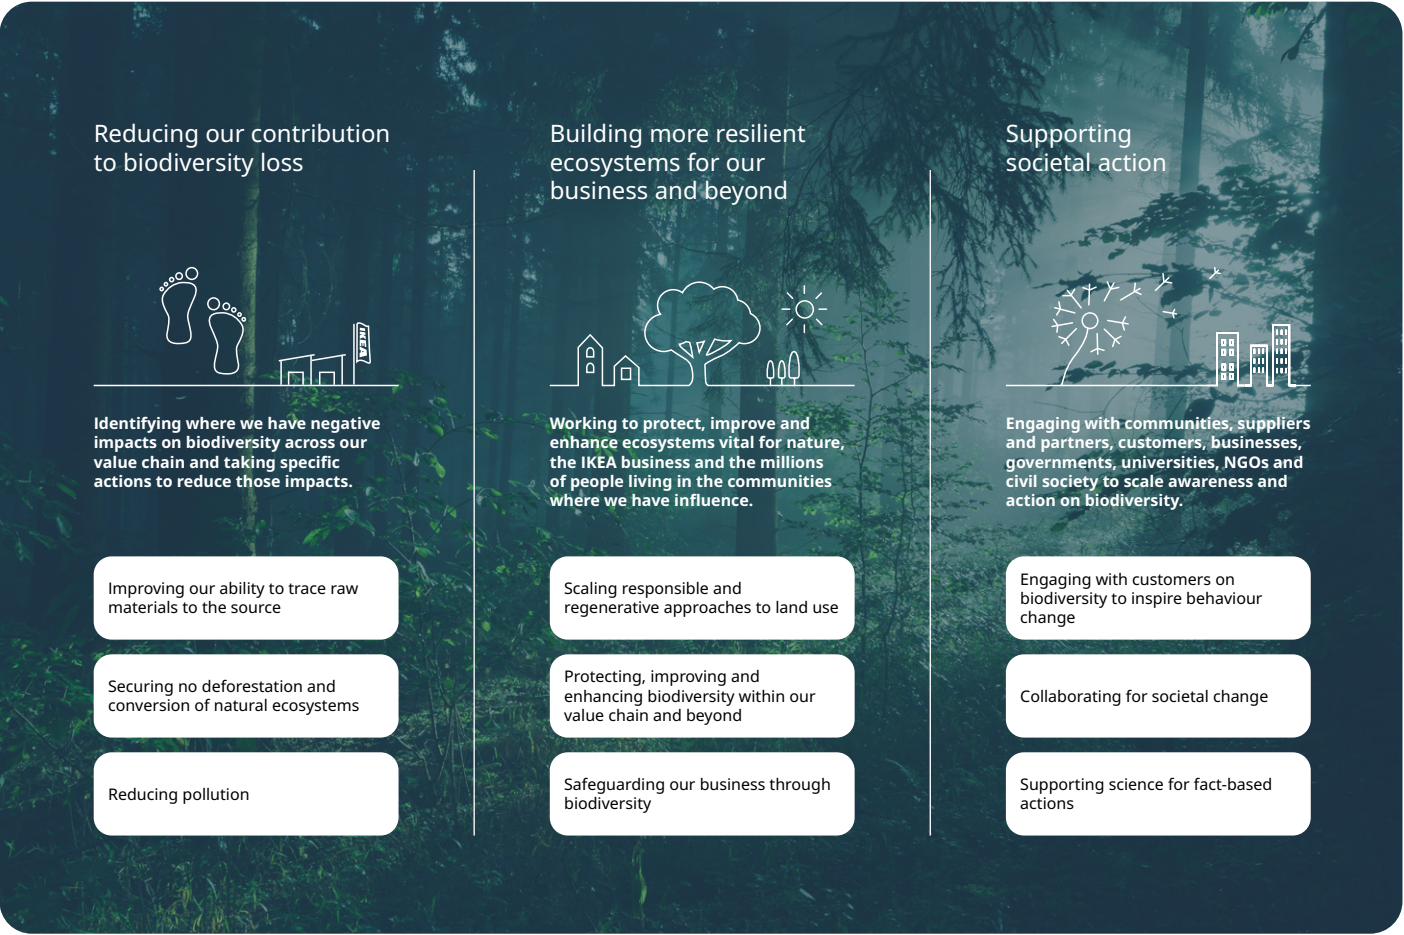 Reducing our contribution
to biodiversity loss
IKEA
Identifying where we have negative
impacts on biodiversity across our
value chain and taking specific
actions to reduce those impacts.
Improving our ability to trace raw
materials to the source
Securing no deforestation and
conversion of natural ecosystems
Reducing pollution
Building more resilient
ecosystems for our
business and beyond
Working to protect, improve and
enhance ecosystems vital for nature,
the IKEA business and the millions
of people living in the communities
where we have influence.
Scaling responsible and
regenerative approaches to land use
Protecting, improving and
enhancing biodiversity within our
value chain and beyond
Safeguarding our business through
biodiversity
Supporting
societal action
Engaging with communities, suppliers
and partners, customers, businesses,
governments, universities, NGOs and
civil society to scale awareness and
action on biodiversity.
Engaging with customers on
biodiversity to inspire behaviour
change
Collaborating for societal change
Supporting science for fact-based
actions